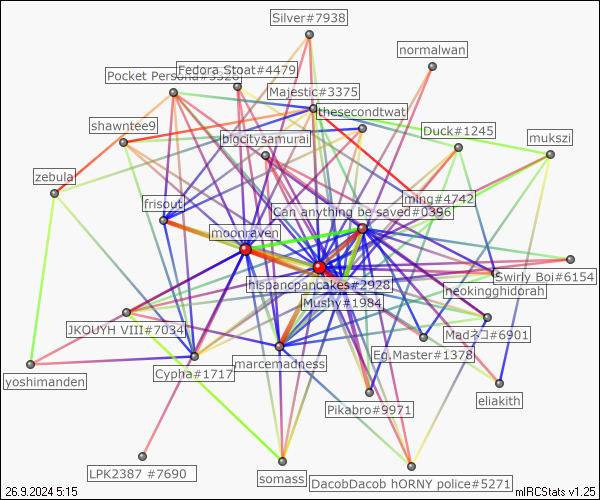 Silver#7938
normalwan
Fedora Stoat#4479
Pocket Persona#3326
Majestic#3375
thesecondtwat
shawntee9
Duck#1245
mukszi
bigcitysamurai
zebula
ming#4742
frisout
Can anything be saved#0396
moonraven
Swirly Boi#6154
hispancpancakes#2928
neokingghidorah
Mushy#1984
JKOUYH VIII#7034
Madネコ#6901
Eg.Master#1378
marcemadness
Cypha#1717
yoshimanden
eliakith
Pikabro#9971
LPK2387 #7690
somass
DacobDacob hORNY police#5271
26.9.2024 5:15
mIRCStats v1.25